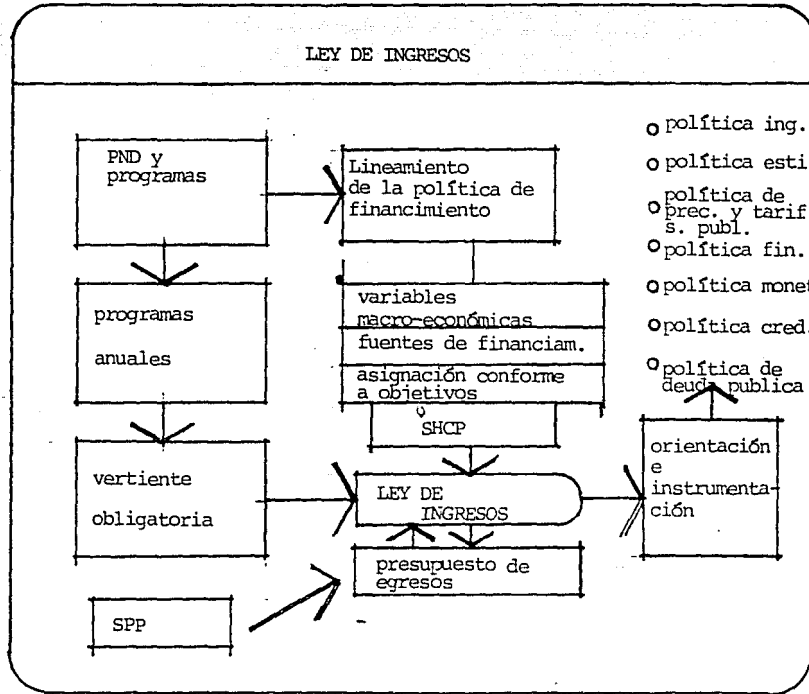 LEY DE INGRESOS
PND y
programas
Lineamiento
de la política de
financimiento
política ing.
política esti
política de
prec. y tarif
s. publ.
política fin.
política monet
política cred.
política de
deuda publica
programas
anuales
variables
macro-económicas
fuentes de financiam.
asignación conforme
a objetivos
SHCP
vertiente
obligatoria
LEY DE
INGRESOS
orientación
e
instrumenta-
ción
presupuesto de
egresos
SPP